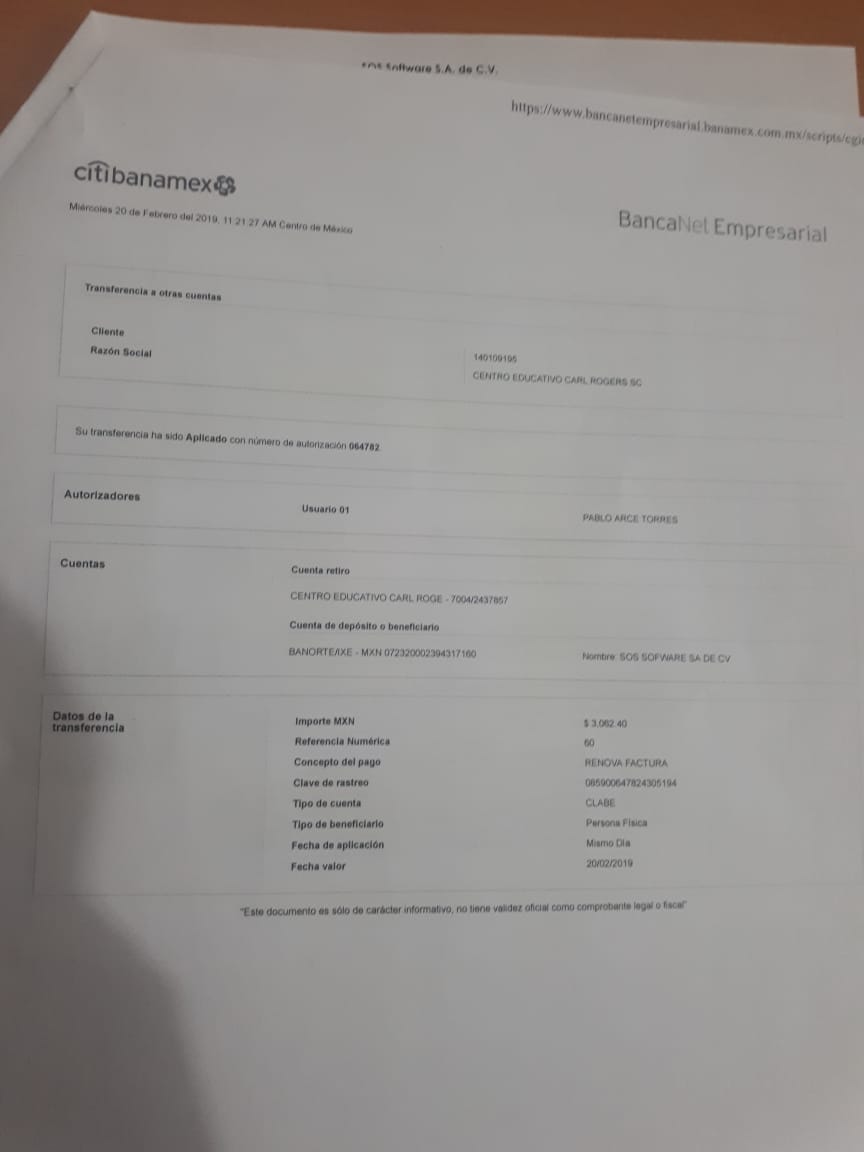 SOS Software S.A. de C.V.
https://www.bancanetempresarial.banamex.com.mx/scripts/cgi
citibanamex
Miércoles 20 de Febrero del 2019, 11:21:27 AM Centro de México
BancaNet Empresarial
Transferencia a otras cuentas
Cliente 140109195
Razón Social CENTRO EDUCATIVO CARL ROGERS SC
Su transferencia ha sido Aplicado con número de autorización 064782
Autorizadores Usuario 01 PABLO ARCE TORRES
Cuentas Cuenta retiro
CENTRO EDUCATIVO CARL ROGE - 7004/2437857
Cuenta de depósito o beneficiario
BANORTE/IXE - MXN 072320002394317160 Nombre: SOS SOFWARE SA DE CV
Datos de la
transferencia
Importe MXN $ 3,062.40
Referencia Numérica 60
Concepto del pago RENOVA FACTURA
Clave de rastreo 085900647824305194
Tipo de cuenta CLABE
Tipo de beneficiario Persona Física
Fecha de aplicación Mismo Día
Fecha valor 20/02/2019
"Este documento es sólo de carácter informativo, no tiene validez oficial como comprobante legal o fiscal"